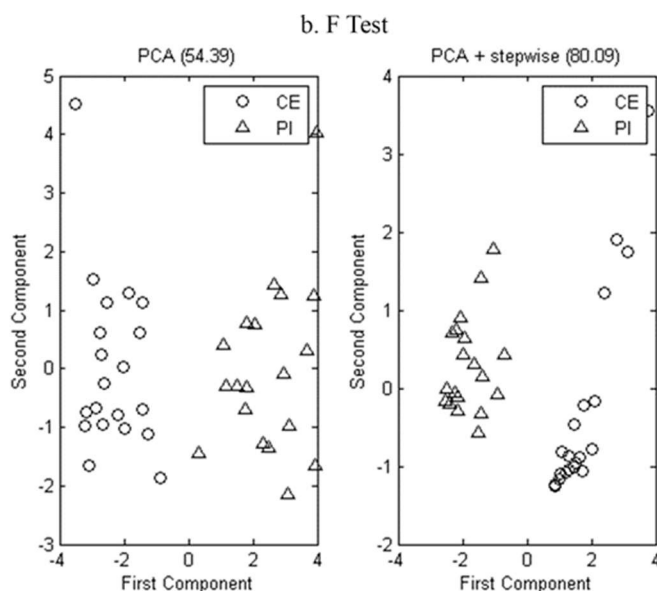 b. F Test
PCA (54.39)
PCA + stepwise (80.09)
CE
PI
5
4
3
2
1
0
-1
-2
-3
Second Component
-4
-2
0
2
4
First Component
CE
PI
4
3
2
1
0
-1
-2
Second Component
-4
-2
0
2
4
First Component